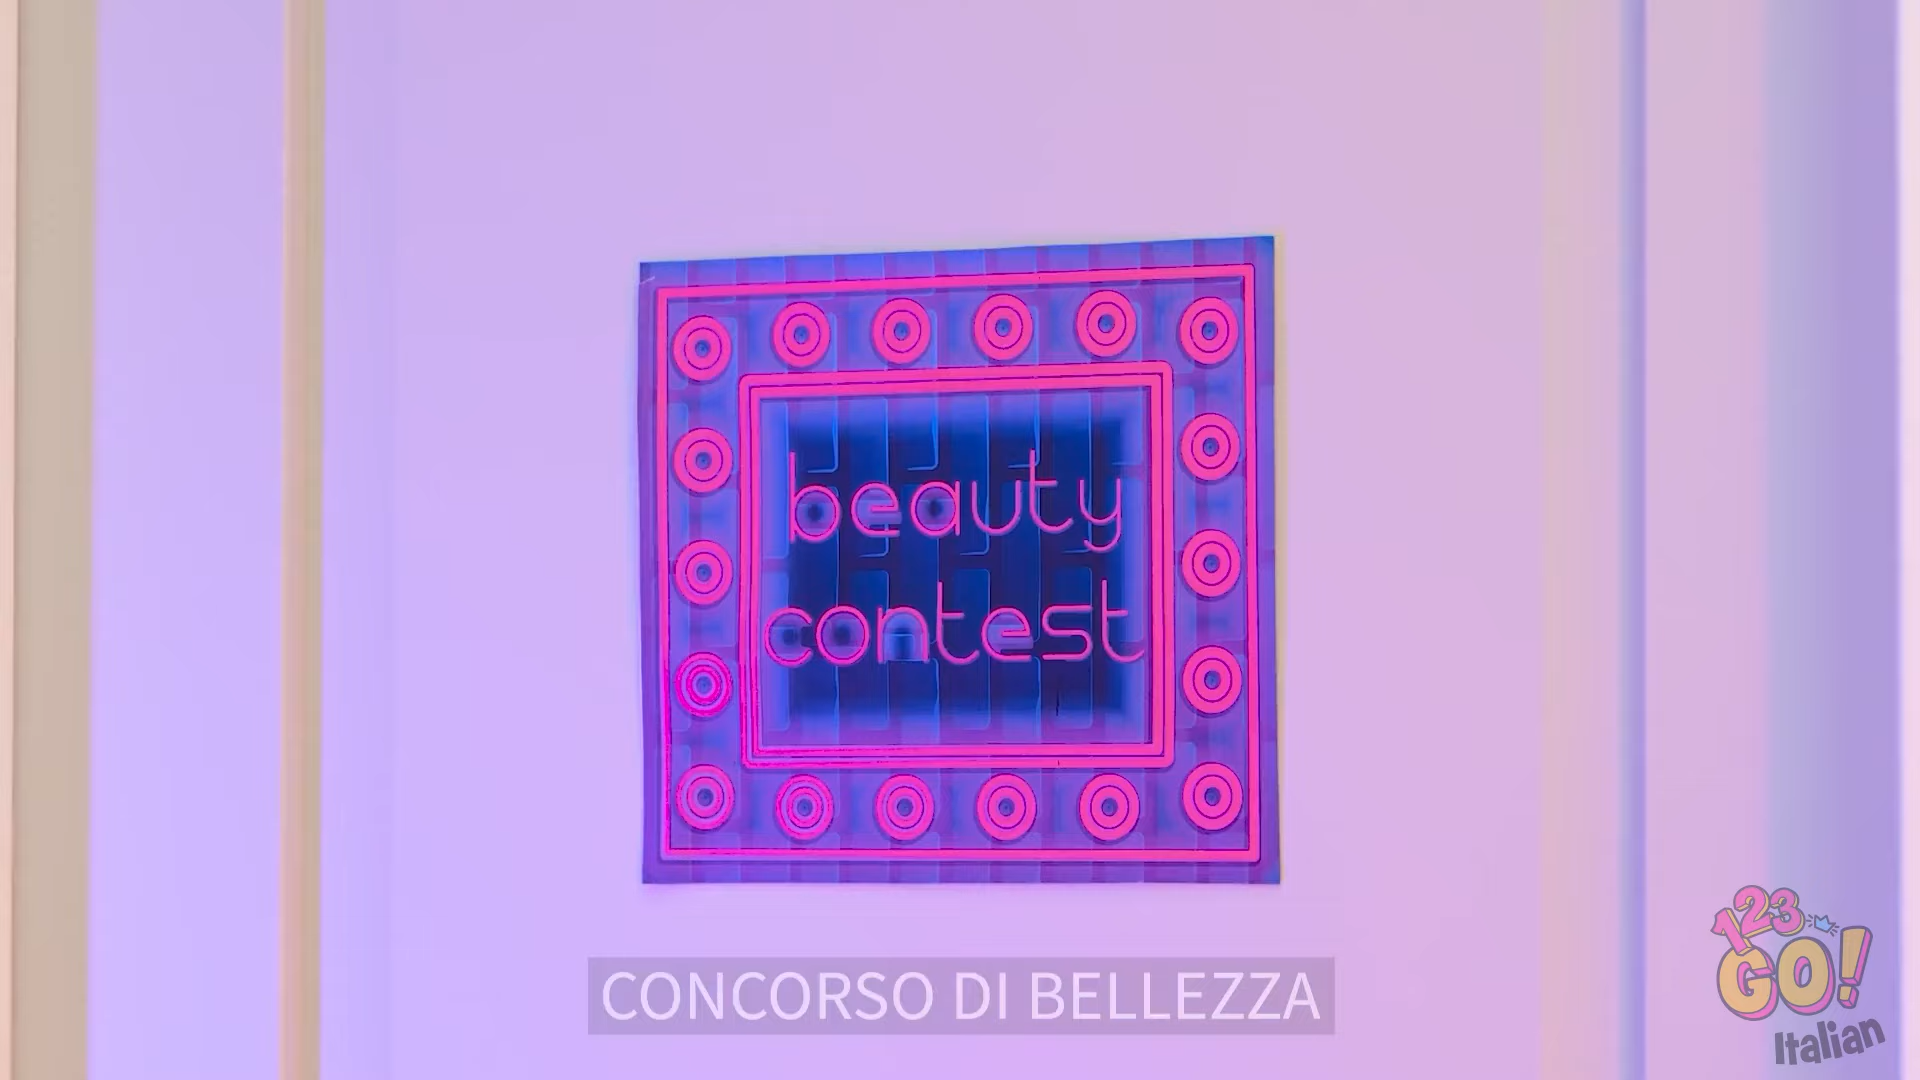 beauty
contest
CONCORSO DI BELLEZZA
123
GO!
Italian